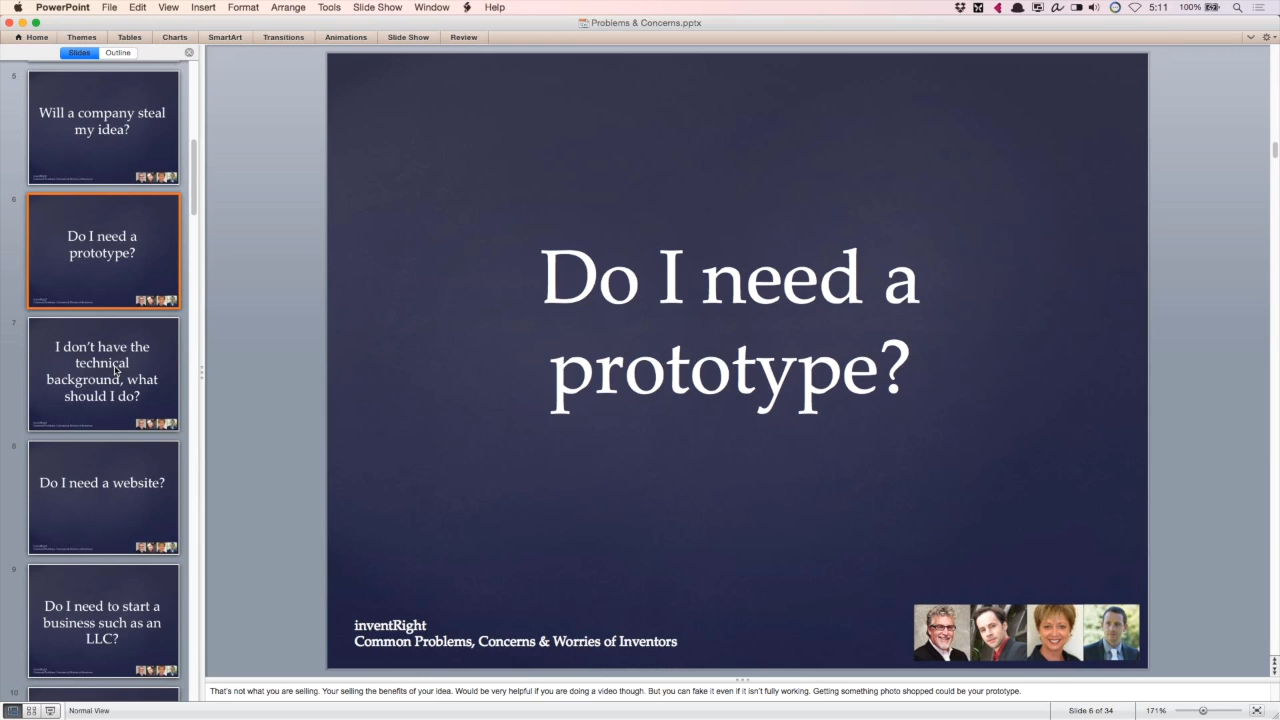 PowerPoint File Edit View Insert Format Arrange Tools Slide Show Window Help
5:11 100%
Problems & Concerns.pptx
Home Themes Tables Charts SmartArt Transitions Animations Slide Show Review
Slides Outline
5
Will a company steal
my idea?
6
Do I need a
prototype?
7
I don't have the
technical
background, what
should I do?
8
Do I need a website?
9
Do I need to start a
business such as an
LLC?
10
Do I need a
prototype?
inventRight
Common Problems, Concerns & Worries of Inventors
That's not what you are selling. Your selling the benefits of your idea. Would be very helpful if you are doing a video though. But you can fake it even if it isn't fully working. Getting something photo shopped could be your prototype.
Normal View
Slide 6 of 34
171%